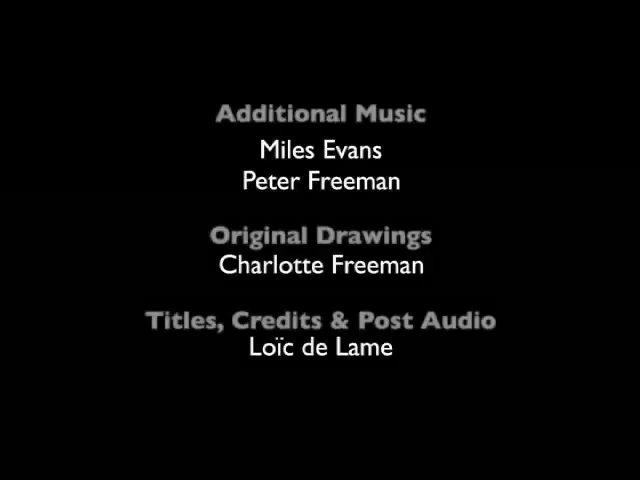 Additional Music
Miles Evans
Peter Freeman
Original Drawings
Charlotte Freeman
Titles, Credits & Post Audio
Loïc de Lame